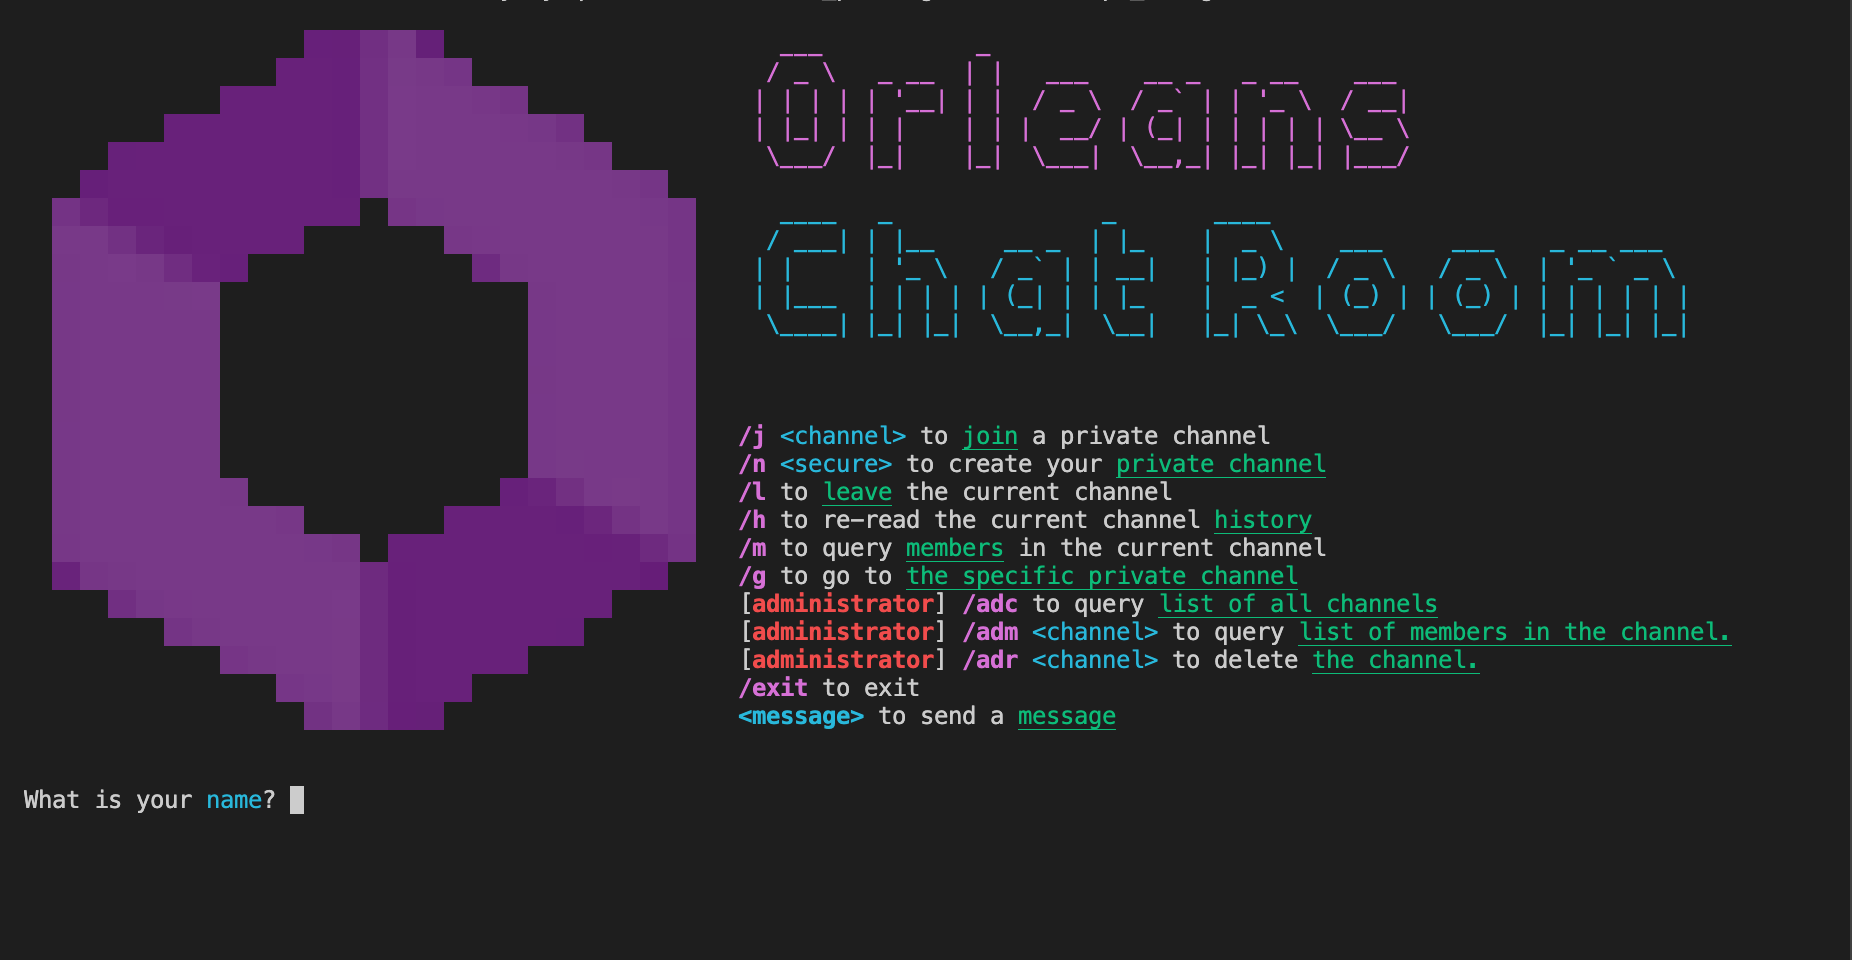 Orleans
Chat Room
/j <channel> to join a private channel
/n <secure> to create your private channel
/l to leave the current channel
/h to re-read the current channel history
/m to query members in the current channel
/g to go to the specific private channel
[administrator] /adc to query list of all channels
[administrator] /adm <channel> to query list of members in the channel.
[administrator] /adr <channel> to delete the channel.
/exit to exit
<message> to send a message
What is your name?